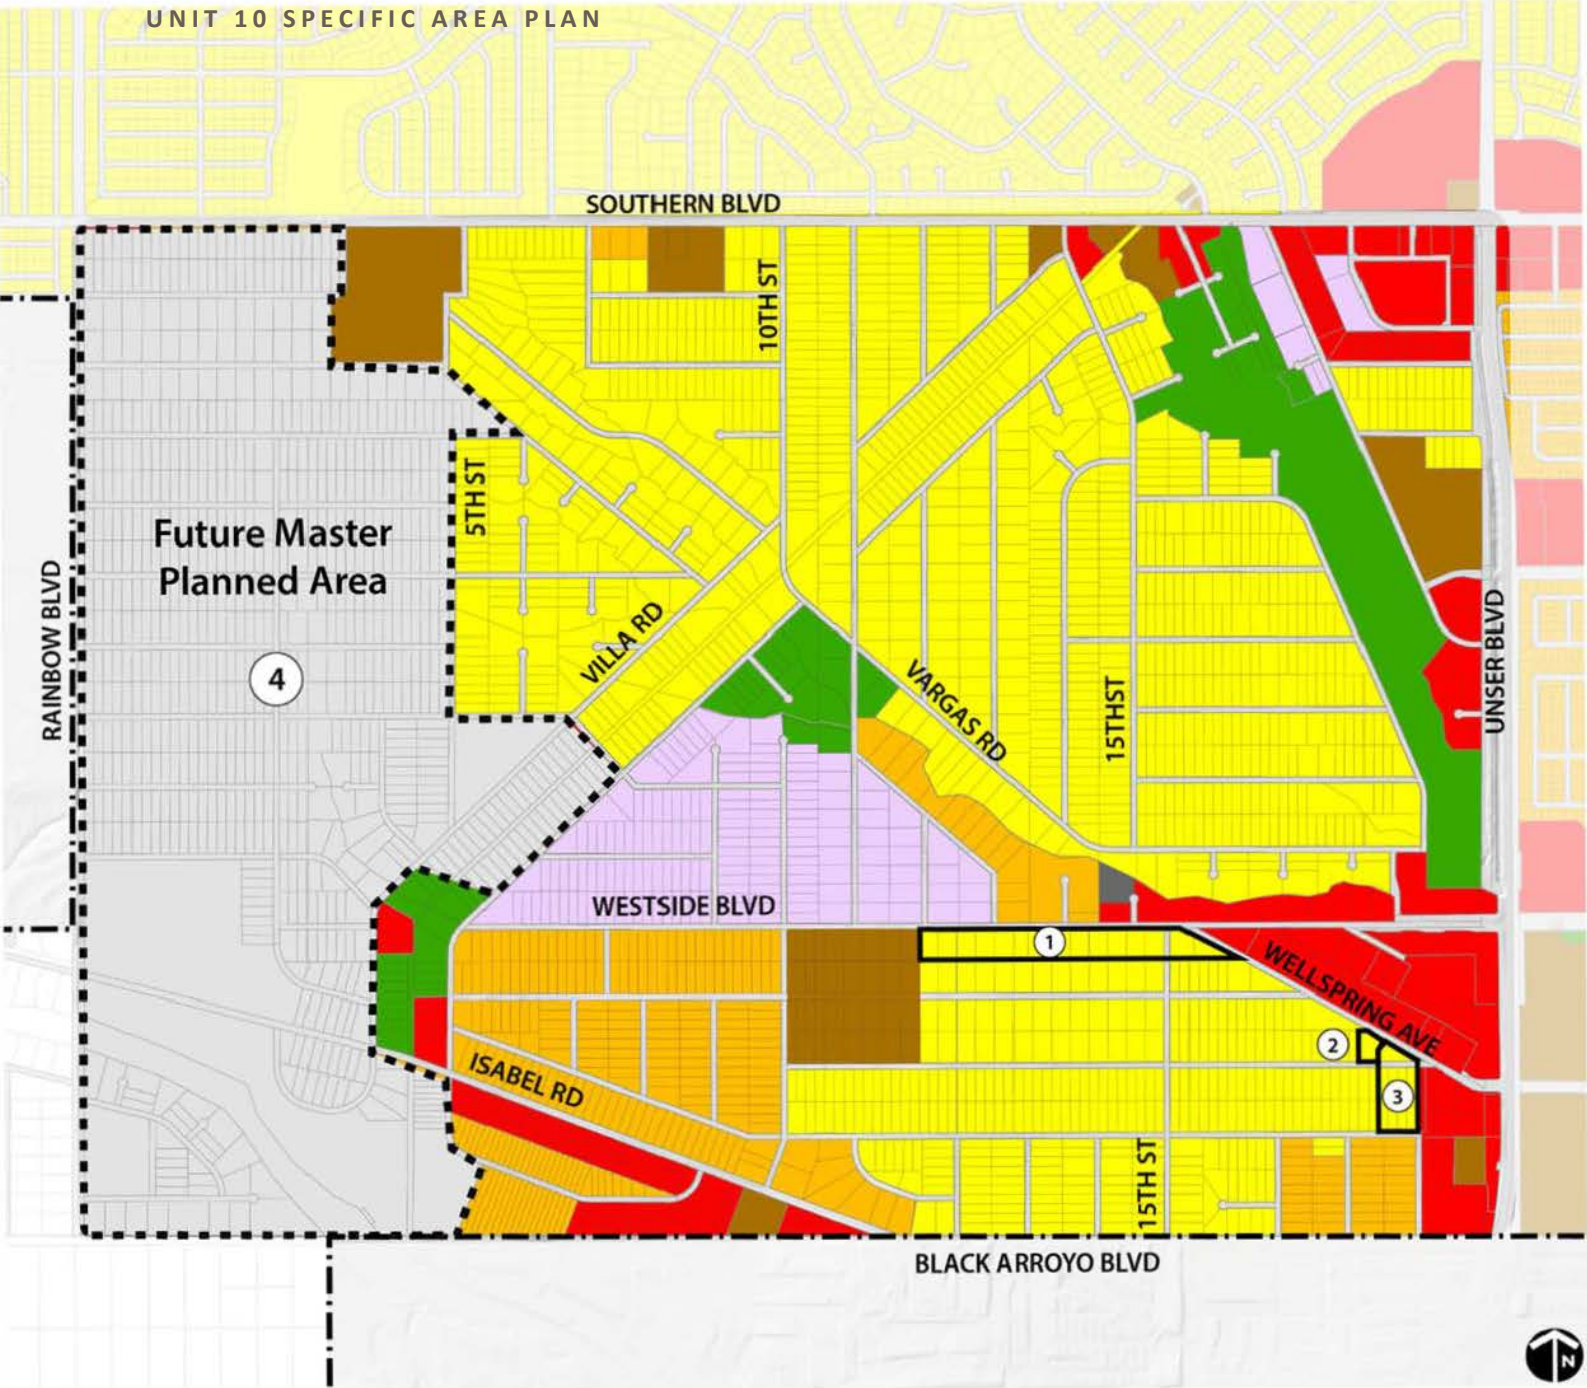 UNIT 10 SPECIFIC AREA PLAN
SOUTHERN BLVD
10TH ST
5TH ST
Future Master
Planned Area
4
RAINBOW BLVD
VILLA RD
VARGAS RD
15THST
UNSER BLVD
WESTSIDE BLVD
1
WELLSPRING AVE
2
3
ISABEL RD
15TH ST
BLACK ARROYO BLVD
N